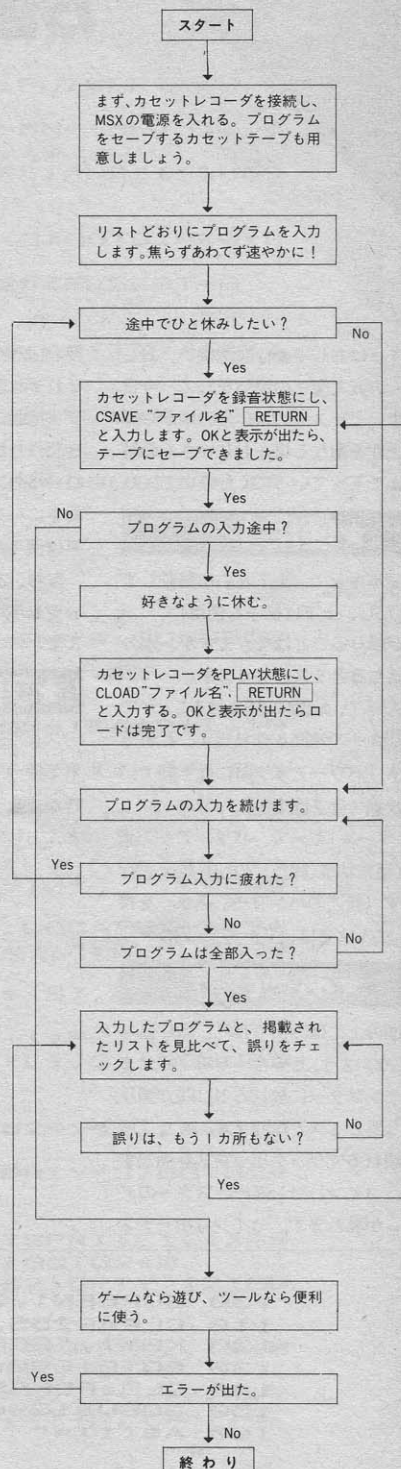 スタート
まず、カセットレコーダを接続し、
MSXの電源を入れる。プログラム
をセーブするカセットテープも用
意しましょう。
リストどおりにプログラムを入力
します。焦らずあわてず速やかに！
途中でひと休みしたい？
No
Yes
カセットレコーダを録音状態にし、
CSAVE "ファイル名" RETURN
と入力します。OKと表示が出たら、
テープにセーブできました。
Yes
No
プログラムの入力途中？
Yes
好きなように休む。
カセットレコーダをPLAY状態にし、
CLOAD"ファイル名", RETURN
と入力する。OKと表示が出たらロ
ードは完了です。
プログラムの入力を続けます。
Yes
プログラム入力に疲れた？
No
プログラムは全部入った？
No
Yes
入力したプログラムと、掲載され
たリストを見比べて、誤りをチェ
ックします。
誤りは、もう1カ所もない？
No
Yes
ゲームなら遊び、ツールなら便利
に使う。
Yes
エラーが出た。
No
終わり